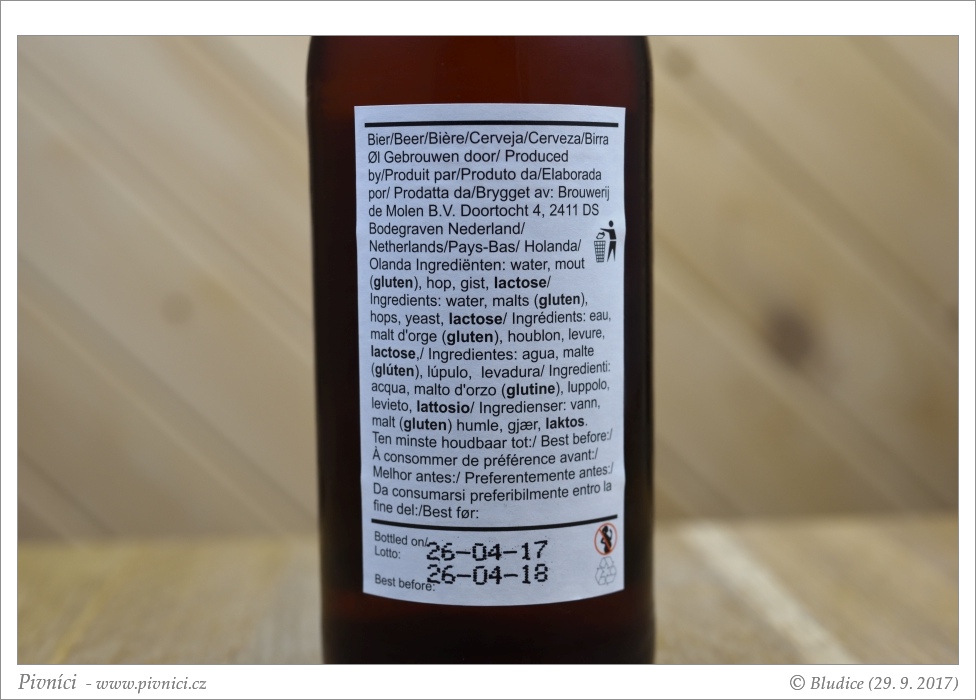 Bier/Beer/Bière/Cerveja/Cerveza/Birra
Øl Gebrouwen door/ Produced
by/Produit par/Produto da/Elaborada
por/ Prodatta da/Brygget av: Brouwerij
de Molen B.V. Doortocht 4, 2411 DS
Bodegraven Nederland/
Netherlands/Pays-Bas/ Holanda/
Olanda Ingrediënten: water, mout
(gluten), hop, gist, lactose/
Ingredients: water, malts (gluten),
hops, yeast, lactose/ Ingrédients: eau,
malt d'orge (gluten), houblon, levure,
lactose,/ Ingredientes: agua, malte
(glúten), lúpulo, levadura/ Ingredienti:
acqua, malto d'orzo (glutine), luppolo,
levieto, lattosio/ Ingredienser: vann,
malt (gluten) humle, gjær, laktos.
Ten minste houdbaar tot:/ Best before:/
À consommer de préférence avant:/
Melhor antes:/ Preferentemente antes:/
Da consumarsi preferibilmente entro la
fine del:/Best før:
Bottled on/
Lotto:
26-04-17
26-04-18
Best before:
Pivníci - www.pivnici.cz
© Bludice (29. 9. 2017)